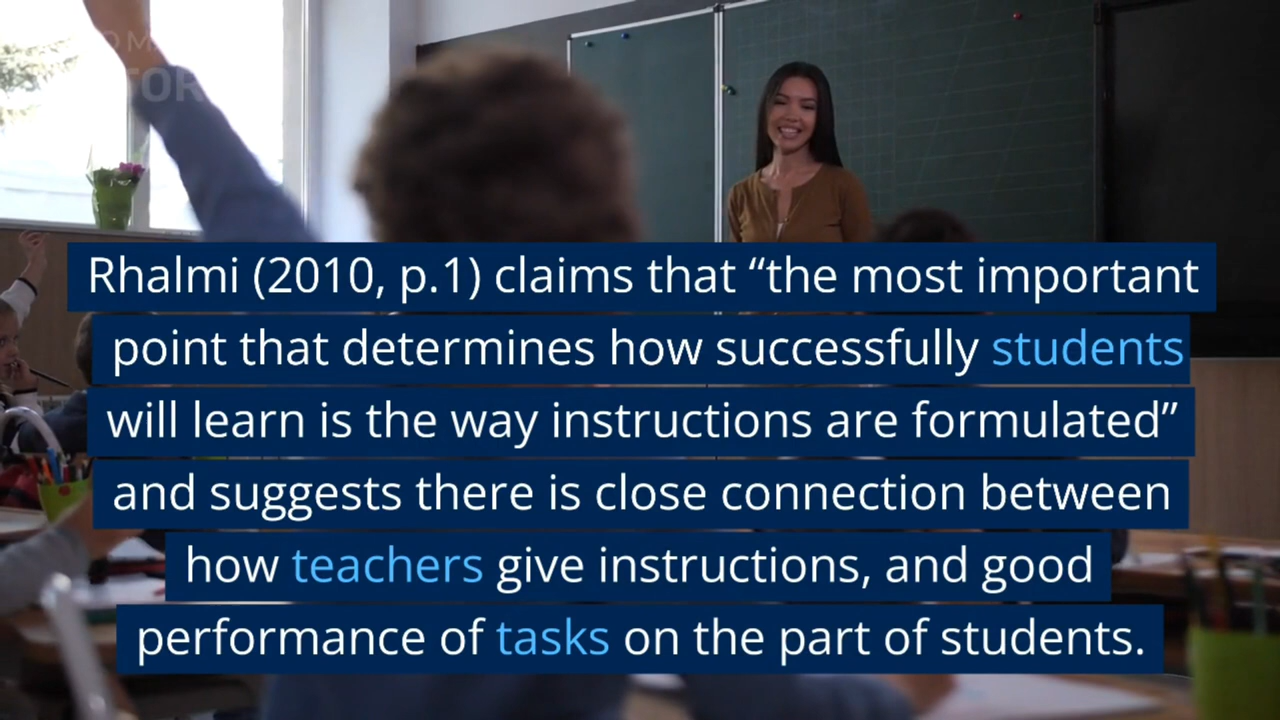 Rhalmi (2010, p.1) claims that “the most important
point that determines how successfully students
will learn is the way instructions are formulated”
and suggests there is close connection between
how teachers give instructions, and good
performance of tasks on the part of students.